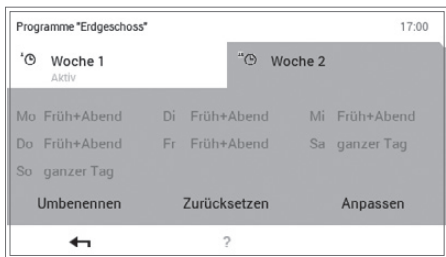 Programme "Erdgeschoss" 17:00
Woche 1 Woche 2
Aktiv
Mo Früh+Abend Di Früh+Abend Mi Früh+Abend
Do Früh+Abend Fr Früh+Abend Sa ganzer Tag
So ganzer Tag
Umbenennen Zurücksetzen Anpassen
?